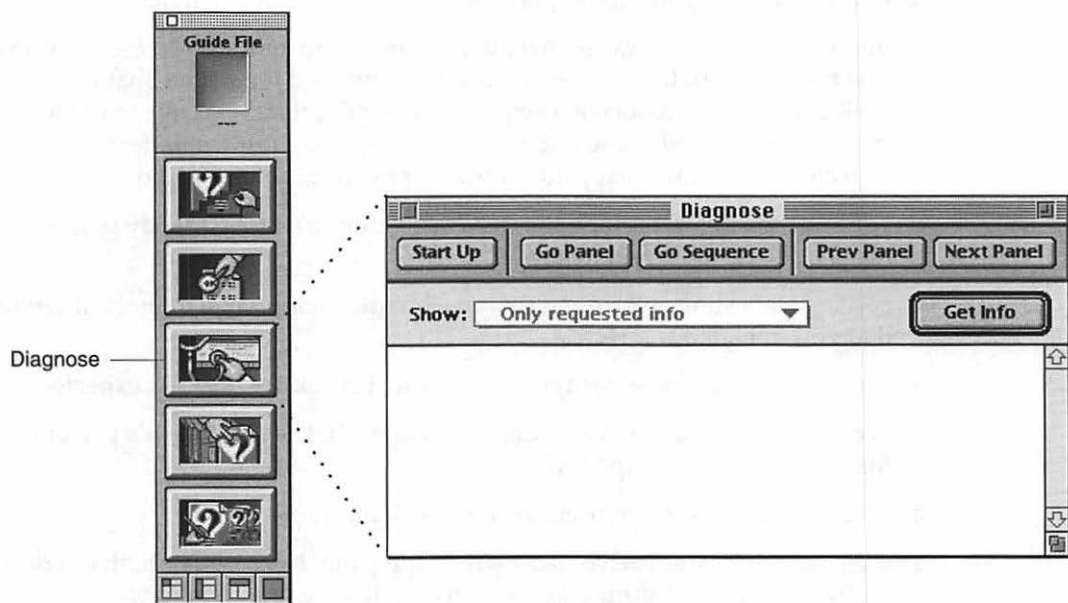 Guide File
---
OK
Diagnose
Diagnose
Start Up
Go Panel
Go Sequence
Prev Panel
Next Panel
Show: Only requested info
Get Info